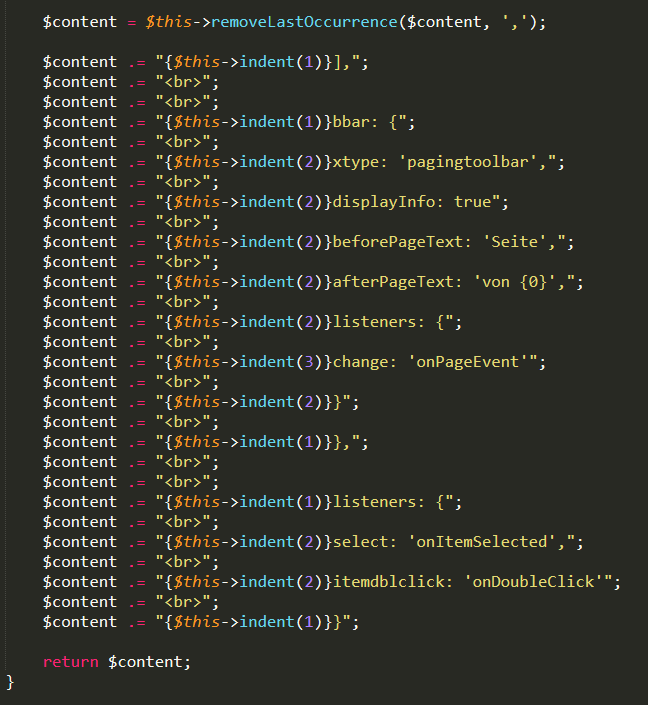 $content = $this->removeLastOccurrence($content, ',');
$content .= "{$this->indent(1)}],";
$content .= "<br>";
$content .= "<br>";
$content .= "{$this->indent(1)}bbar: {";
$content .= "<br>";
$content .= "{$this->indent(2)}xtype: 'pagingtoolbar',";
$content .= "<br>";
$content .= "{$this->indent(2)}displayInfo: true";
$content .= "<br>";
$content .= "{$this->indent(2)}beforePageText: 'Seite',";
$content .= "<br>";
$content .= "{$this->indent(2)}afterPageText: 'von {0}',";
$content .= "<br>";
$content .= "{$this->indent(2)}listeners: {";
$content .= "<br>";
$content .= "{$this->indent(3)}change: 'onPageEvent'";
$content .= "<br>";
$content .= "{$this->indent(2)}}";
$content .= "<br>";
$content .= "{$this->indent(1)}},";
$content .= "<br>";
$content .= "<br>";
$content .= "{$this->indent(1)}listeners: {";
$content .= "<br>";
$content .= "{$this->indent(2)}select: 'onItemSelected',";
$content .= "<br>";
$content .= "{$this->indent(2)}itemdblclick: 'onDoubleClick'";
$content .= "<br>";
$content .= "{$this->indent(1)}}";
return $content;
}